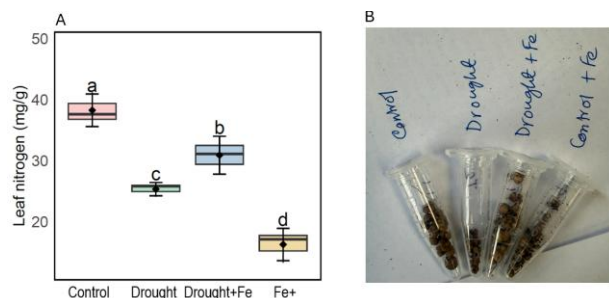 A
50
40
30
20
Leaf nitrogen (mg/g)
a
c
b
d
Control
Drought
Drought+Fe
Fe+
B
Control
Drought
Drought + Fe
Control + Fe